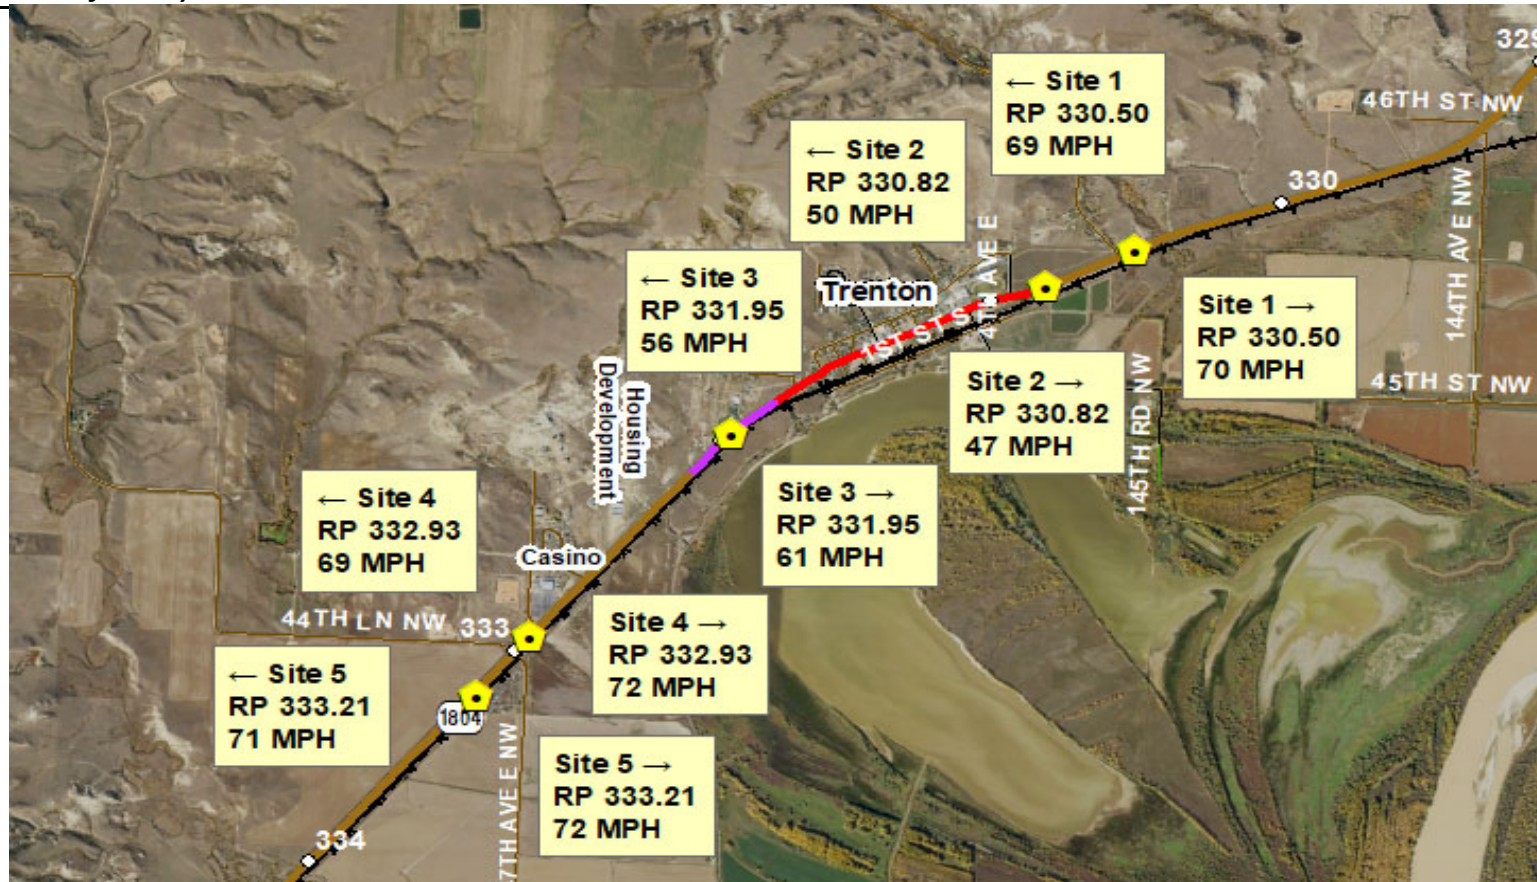 329
← Site 1
RP 330.50
69 MPH
46TH ST NW
← Site 2
RP 330.82
50 MPH
330
144TH AVE NW
4TH AVE E
← Site 3
RP 331.95
56 MPH
Trenton
1ST ST S
Site 1 →
RP 330.50
70 MPH
45TH ST NW
Site 2 →
RP 330.82
47 MPH
145TH RD NW
Housing
Development
← Site 4
RP 332.93
69 MPH
Site 3 →
RP 331.95
61 MPH
Casino
44TH LN NW
333
Site 4 →
RP 332.93
72 MPH
← Site 5
RP 333.21
71 MPH
1804
Site 5 →
RP 333.21
72 MPH
47TH AVE NW
334